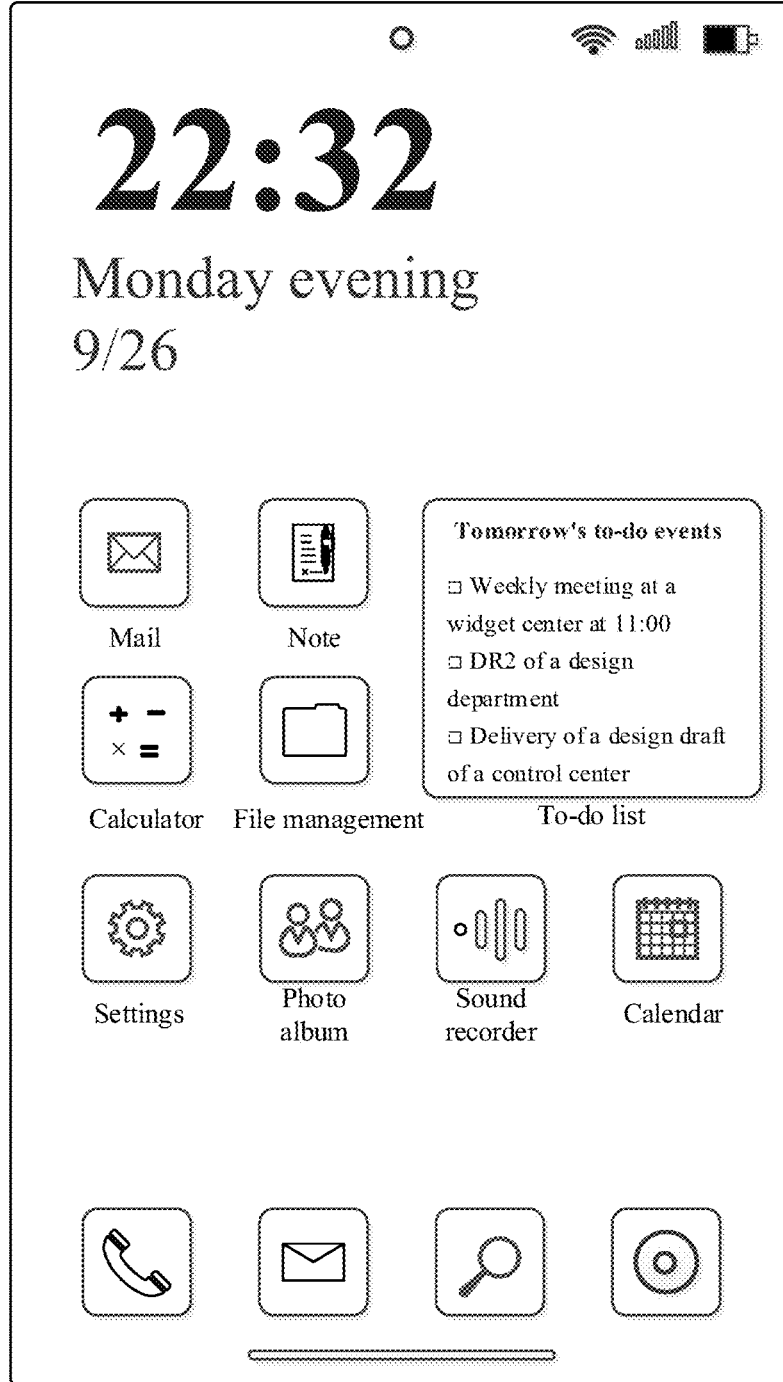 22:32
Monday evening
9/26
Tomorrow's to-do events
□ Weekly meeting at a
widget center at 11:00
□ DR2 of a design
department
□ Delivery of a design draft
of a control center
Mail
Note
Calculator
File management
To-do list
Settings
Photo
album
Sound
recorder
Calendar